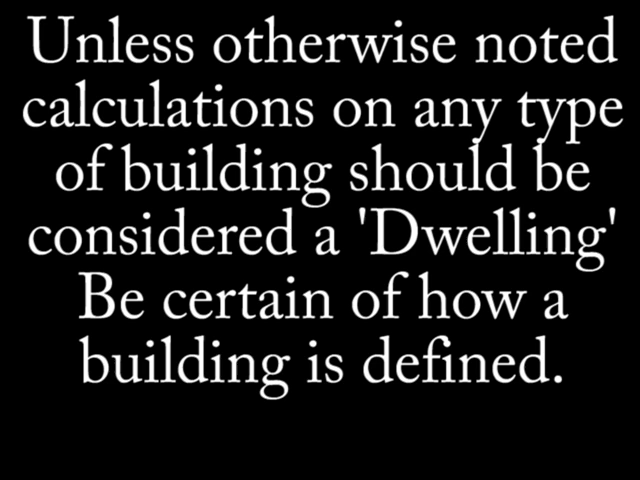 Unless otherwise noted
calculations on any type
of building should be
considered a 'Dwelling'
Be certain of how a
building is defined.